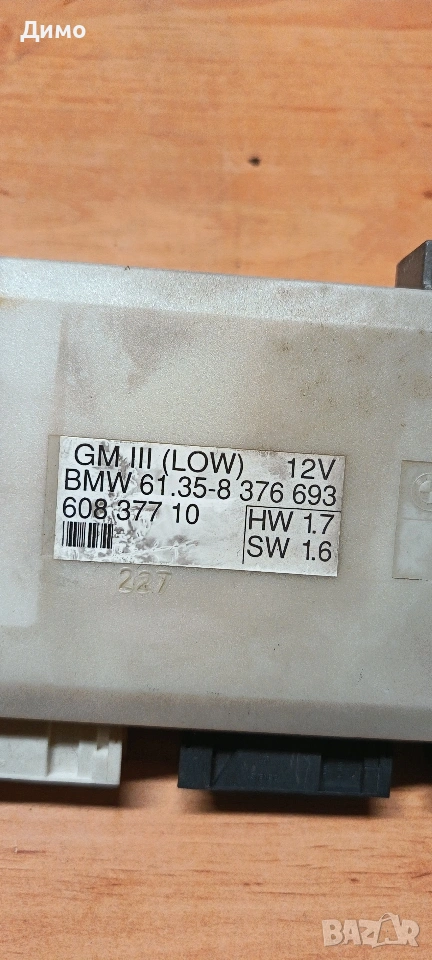 Димо
GM III (LOW) 12V
BMW 61.35-8 376 693
608 377 10 HW 1.7
SW 1.6
227
BAZAR